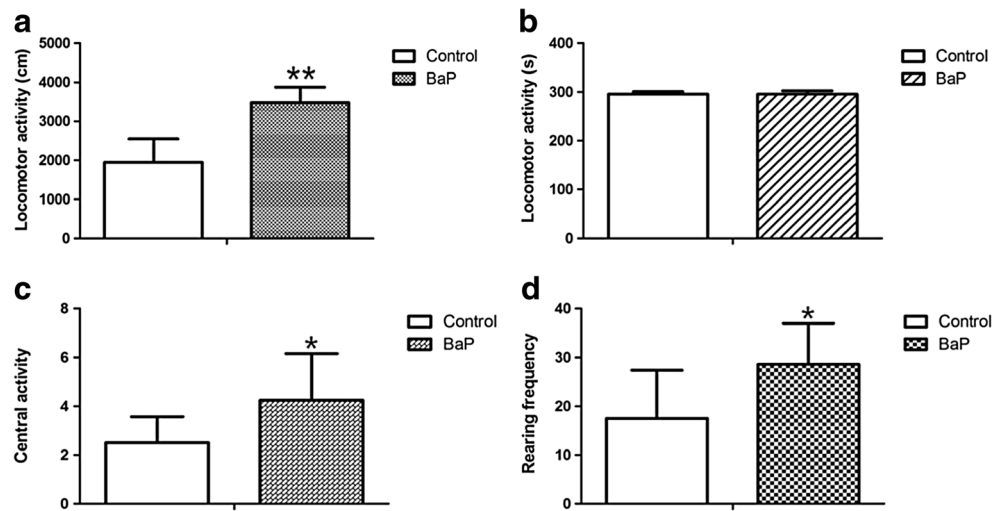 a
Locomotor activity (cm)
5000
4000
3000
2000
1000
0
**
Control
BaP
b
Locomotor activity (s)
400
300
200
100
0
Control
BaP
c
Central activity
8
6
4
2
0
*
Control
BaP
d
Rearing frequency
40
30
20
10
0
*
Control
BaP